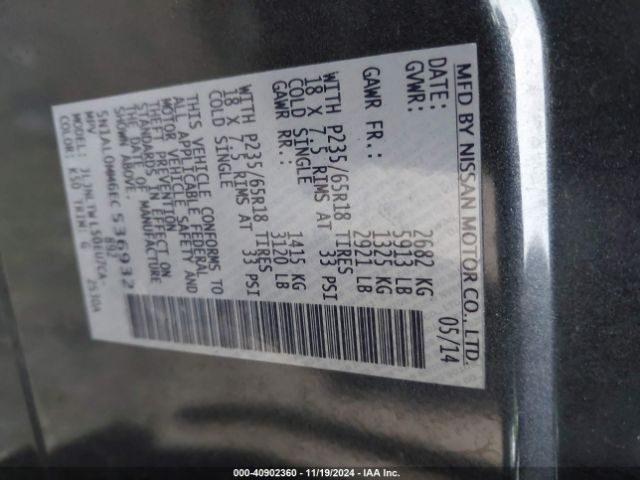 MFD BY NISSAN MOTOR CO., LTD.
DATE: 05/14
GVWR: 2682 KG
5913 LB
GAWR FR.: 1325 KG
2921 LB
WITH P235/65R18 TIRES
18 X 7.5 RIMS AT 33 PSI
COLD SINGLE
GAWR RR.: 1415 KG
3120 LB
WITH P235/65R18 TIRES
18 X 7.5 RIMS AT 33 PSI
COLD SINGLE
THIS VEHICLE CONFORMS TO
ALL APPLICABLE FEDERAL
MOTOR VEHICLE SAFETY AND
THEFT PREVENTION
STANDARDS IN EFFECT ON
THE DATE OF MANUFACTURE
SHOWN ABOVE.
5N1AL0MM6EC536932
MPV
MODEL:
COLOR: K50 TRIM: G
000-40902360 - 11/19/2024 - IAA Inc.